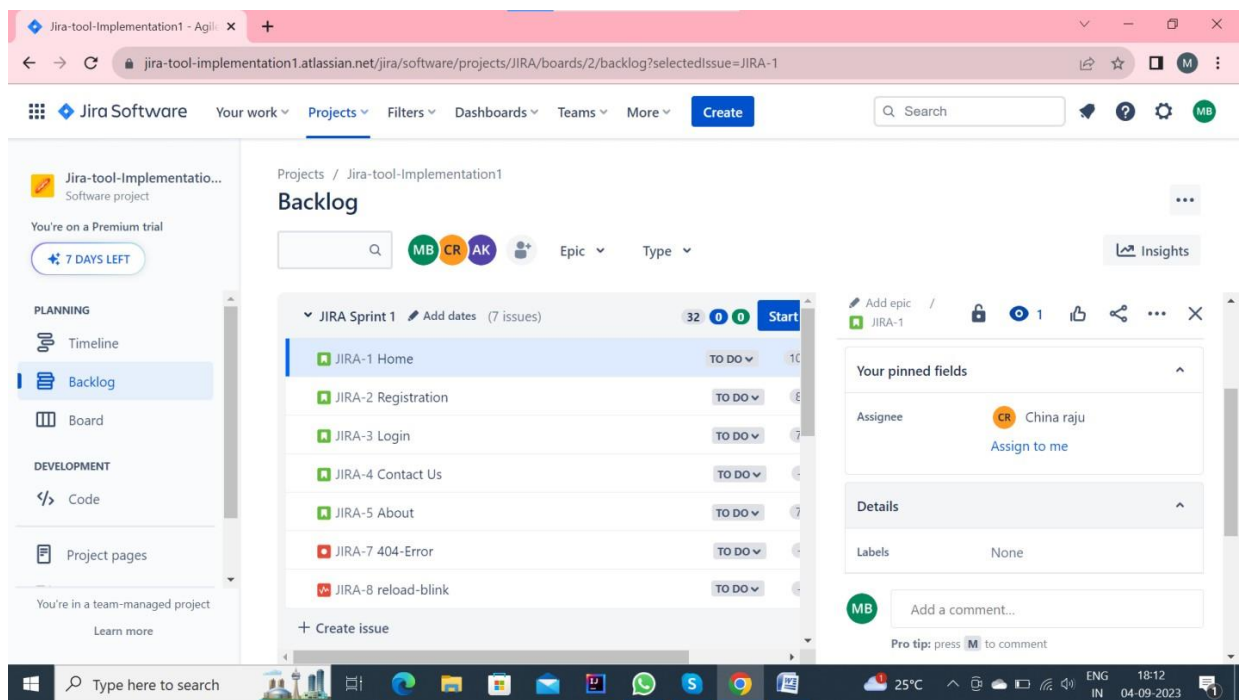 Jira-tool-Implementation1 - Agil
jira-tool-implementation1.atlassian.net/jira/software/projects/JIRA/boards/2/backlog?selectedIssue=JIRA-1
M
Jira Software Your work Projects Filters Dashboards Teams More Create Search MB
Jira-tool-Implementatio...
Software project
You're on a Premium trial
7 DAYS LEFT
PLANNING
Timeline
Backlog
Board
DEVELOPMENT
Code
Project pages
You're in a team-managed project
Learn more
Projects / Jira-tool-Implementation1
Backlog
MB CR AK Epic Type Insights
JIRA Sprint 1 Add dates (7 issues) 32 0 0 Start
JIRA-1 Home TO DO 10
JIRA-2 Registration TO DO 8
JIRA-3 Login TO DO 7
JIRA-4 Contact Us TO DO -
JIRA-5 About TO DO 7
JIRA-7 404-Error TO DO -
JIRA-8 reload-blink TO DO -
+ Create issue
Add epic /
JIRA-1 1
Your pinned fields
Assignee CR China raju
Assign to me
Details
Labels None
MB Add a comment...
Pro tip: press M to comment
Type here to search
25°C
ENG
IN
18:12
04-09-2023